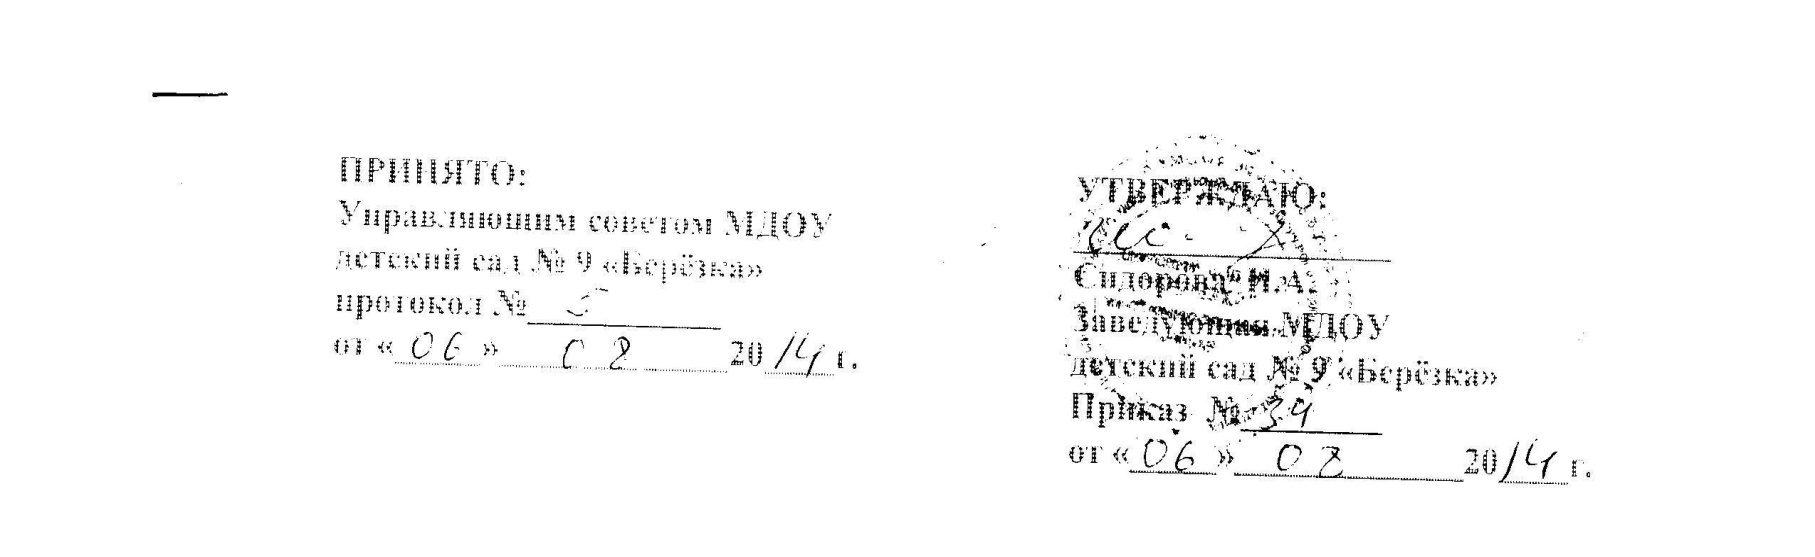 ПРИНЯТО:
Управляющим советом МДОУ
детский сад № 9 «Берёзка»
протокол № 5
от « 06 » 02 2014 г.
УТВЕРЖДАЮ:
Сидорова И.А.
Заведующая МДОУ
детский сад № 9 «Берёзка»
Приказ № 34
от « 06 » 02 2014 г.